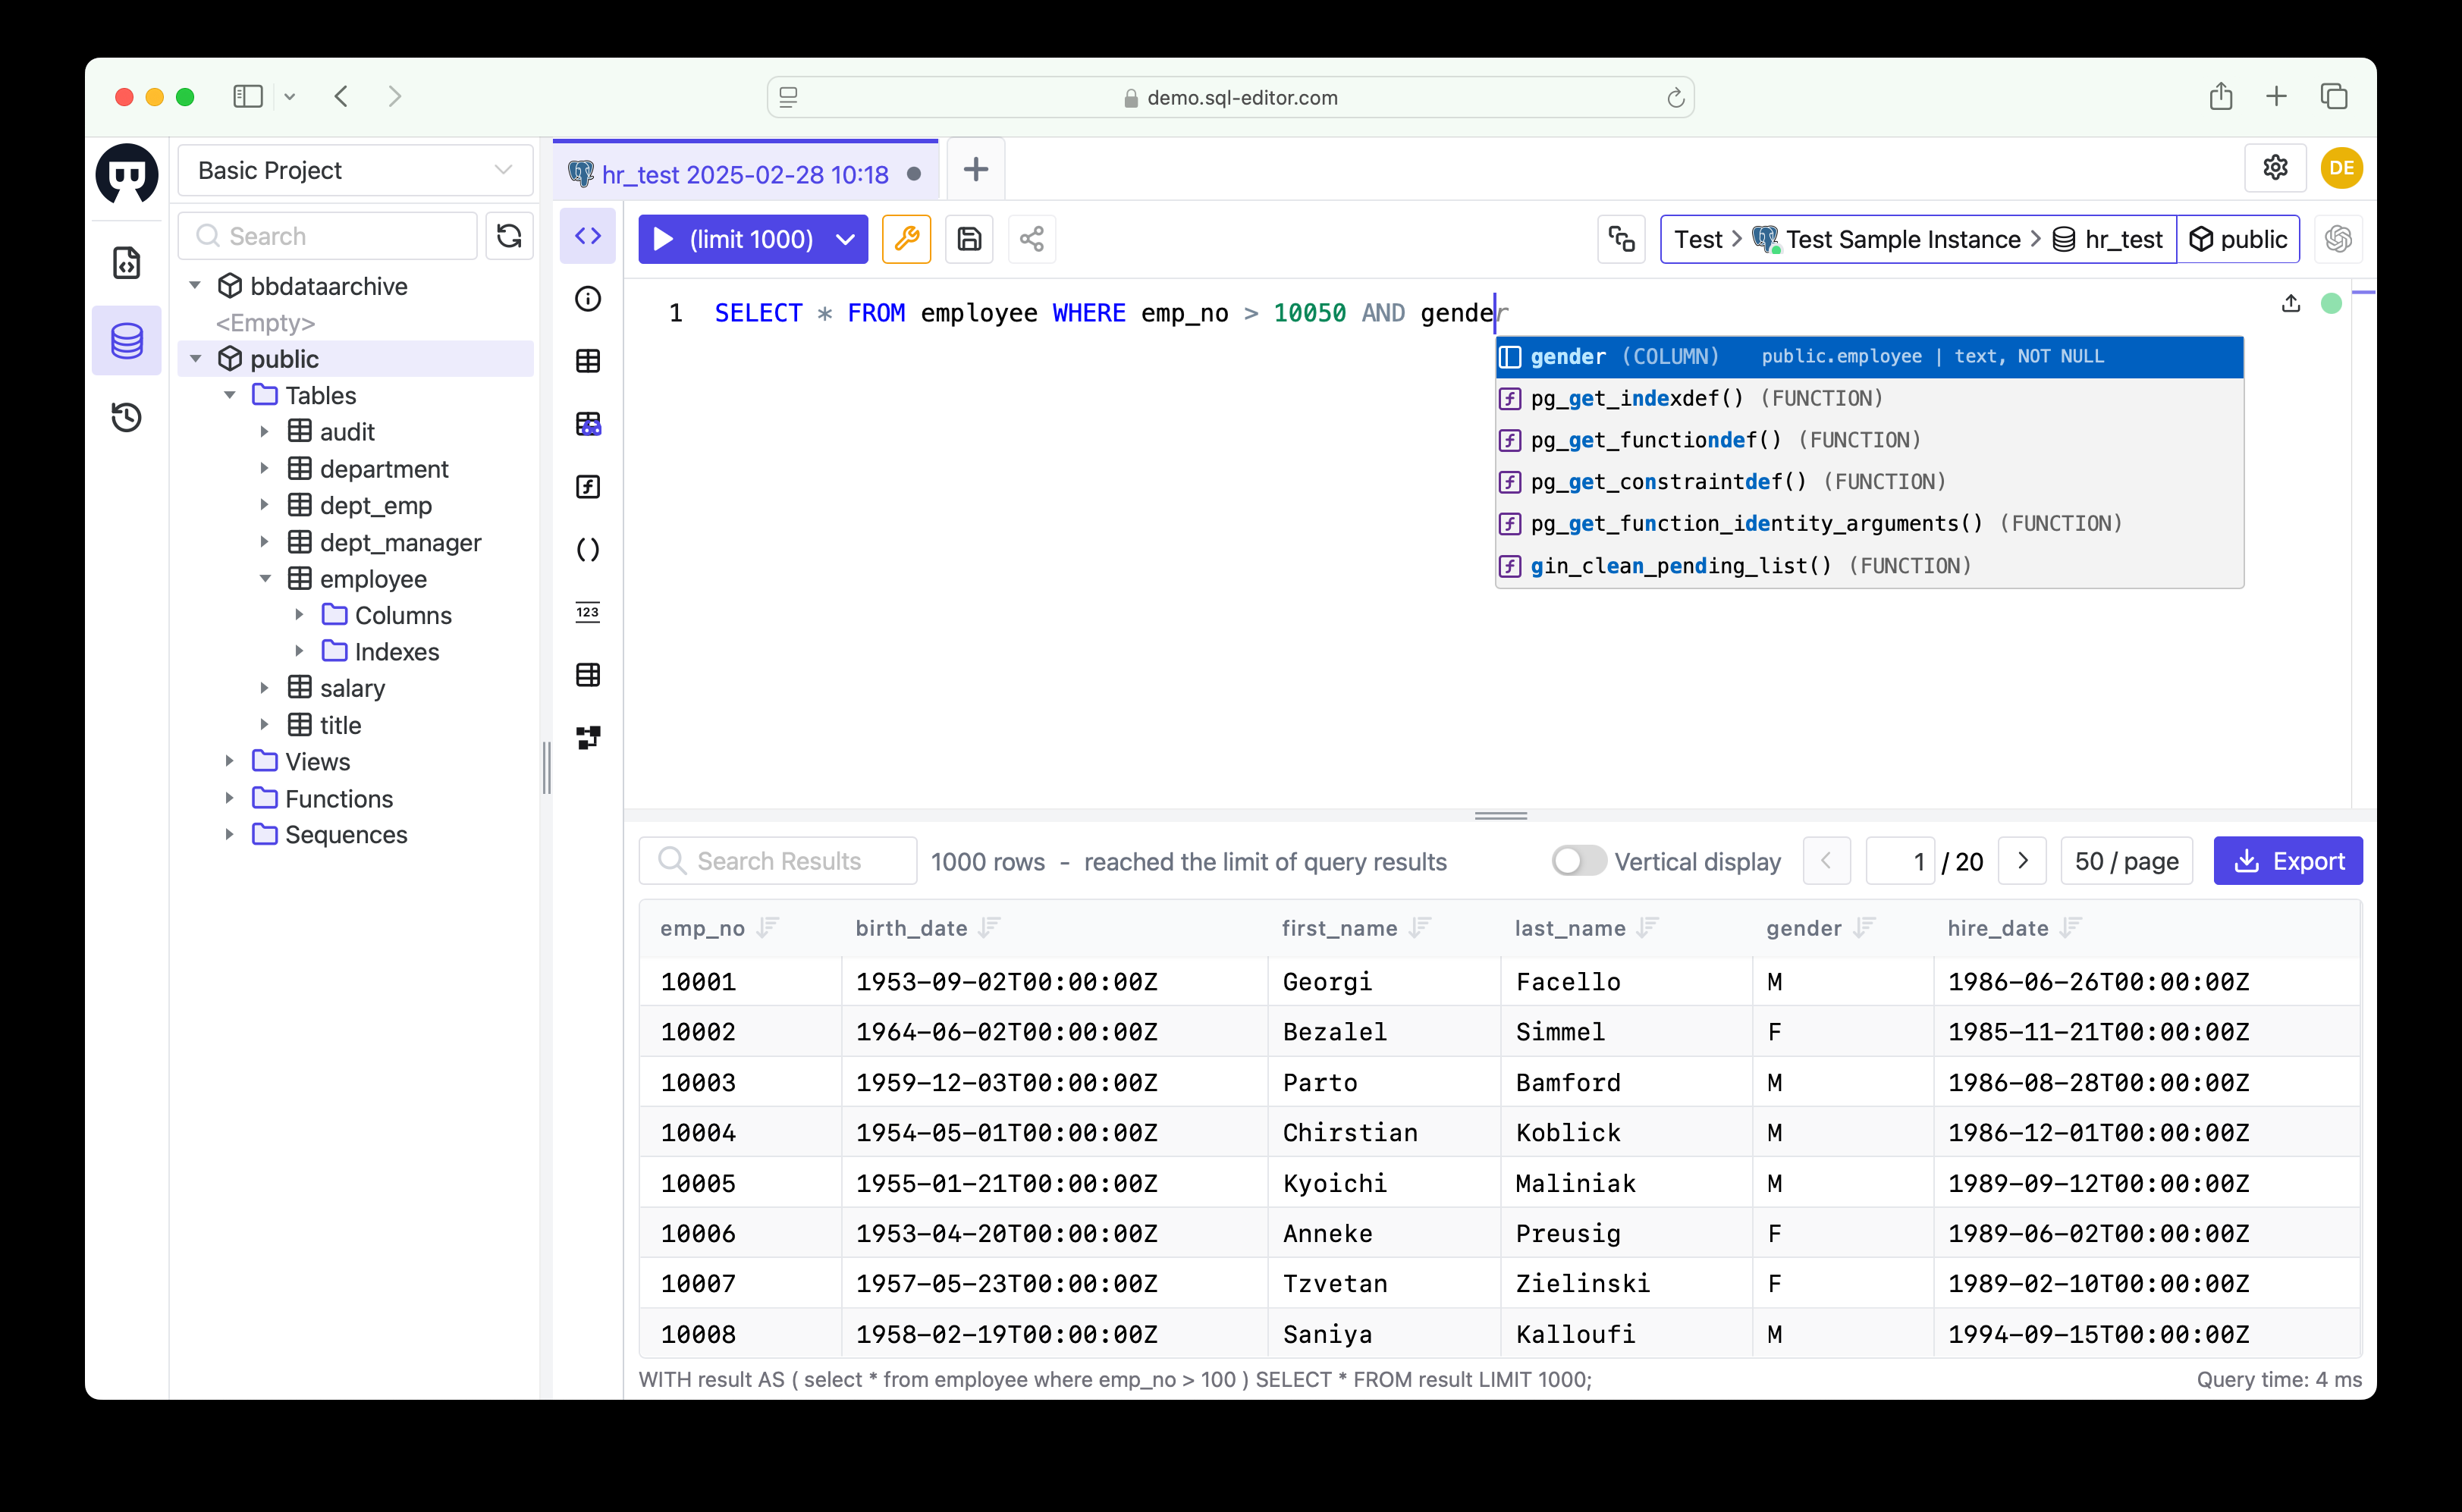 demo.sql-editor.com
Basic Project
hr_test 2025-02-28 10:18
DE
Search
(limit 1000)
Test
Test Sample Instance
hr_test
public
bbdataarchive
<Empty>
public
Tables
audit
department
dept_emp
dept_manager
employee
Columns
Indexes
salary
title
Views
Functions
Sequences
123
1 SELECT * FROM employee WHERE emp_no > 10050 AND gender
gender (COLUMN) public.employee | text, NOT NULL
pg_get_indexdef() (FUNCTION)
pg_get_functiondef() (FUNCTION)
pg_get_constraintdef() (FUNCTION)
pg_get_function_identity_arguments() (FUNCTION)
gin_clean_pending_list() (FUNCTION)
Search Results 1000 rows - reached the limit of query results Vertical display 1 / 20 50 / page Export
emp_no birth_date first_name last_name gender hire_date
10001 1953-09-02T00:00:00Z Georgi Facello M 1986-06-26T00:00:00Z
10002 1964-06-02T00:00:00Z Bezalel Simmel F 1985-11-21T00:00:00Z
10003 1959-12-03T00:00:00Z Parto Bamford M 1986-08-28T00:00:00Z
10004 1954-05-01T00:00:00Z Chirstian Koblick M 1986-12-01T00:00:00Z
10005 1955-01-21T00:00:00Z Kyoichi Maliniak M 1989-09-12T00:00:00Z
10006 1953-04-20T00:00:00Z Anneke Preusig F 1989-06-02T00:00:00Z
10007 1957-05-23T00:00:00Z Tzvetan Zielinski F 1989-02-10T00:00:00Z
10008 1958-02-19T00:00:00Z Saniya Kalloufi M 1994-09-15T00:00:00Z
WITH result AS ( select * from employee where emp_no > 100 ) SELECT * FROM result LIMIT 1000; Query time: 4 ms